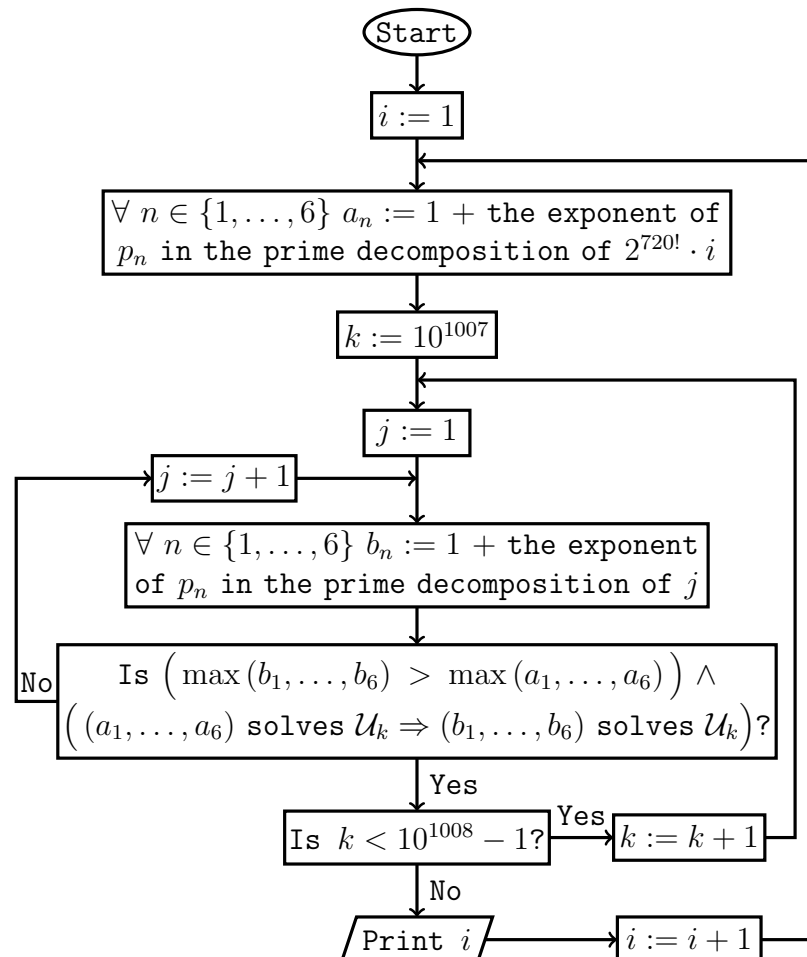 Start
i := 1
∀ n ∈ {1, …, 6} a_n := 1 + the exponent of
p_n in the prime decomposition of 2^{720!} · i
k := 10^{1007}
j := 1
j := j + 1
∀ n ∈ {1, …, 6} b_n := 1 + the exponent
of p_n in the prime decomposition of j
Is (max (b_1, …, b_6) > max (a_1, …, a_6)) ∧
((a_1, …, a_6) solves 𝒰_k ⇒ (b_1, …, b_6) solves 𝒰_k)?
No
Yes
Is k < 10^{1008} − 1?
Yes
k := k + 1
No
Print i
i := i + 1